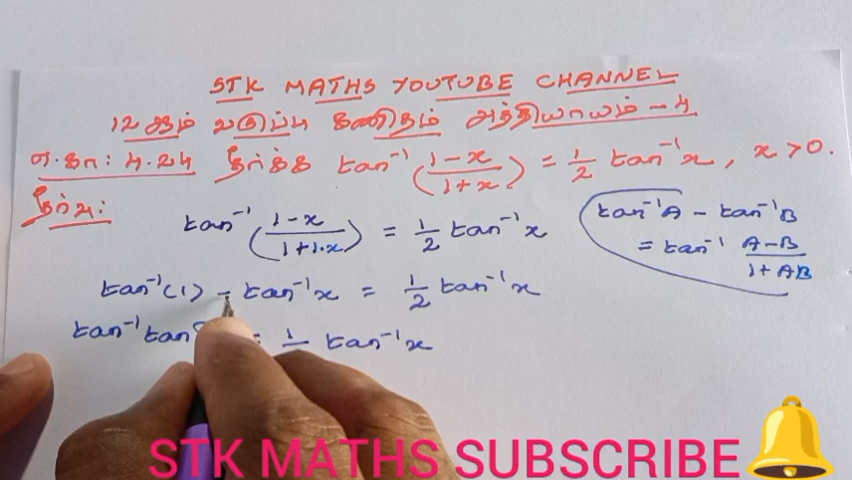 STK MATHS YOUTUBE CHANNEL
12 ஆம் வகுப்பு கணிதம் அத்தியாயம் - 4
எ.கா: 4.24 தீர்க்க tan⁻¹ (1-x / 1+x) = 1/2 tan⁻¹x, x > 0.
தீர்வு:
tan⁻¹ (1-x / 1+1.x) = 1/2 tan⁻¹x
tan⁻¹A - tan⁻¹B
= tan⁻¹ A-B / 1+AB
tan⁻¹(1) - tan⁻¹x = 1/2 tan⁻¹x
tan⁻¹ tan = 1/ tan⁻¹x
STK MATHS SUBSCRIBE